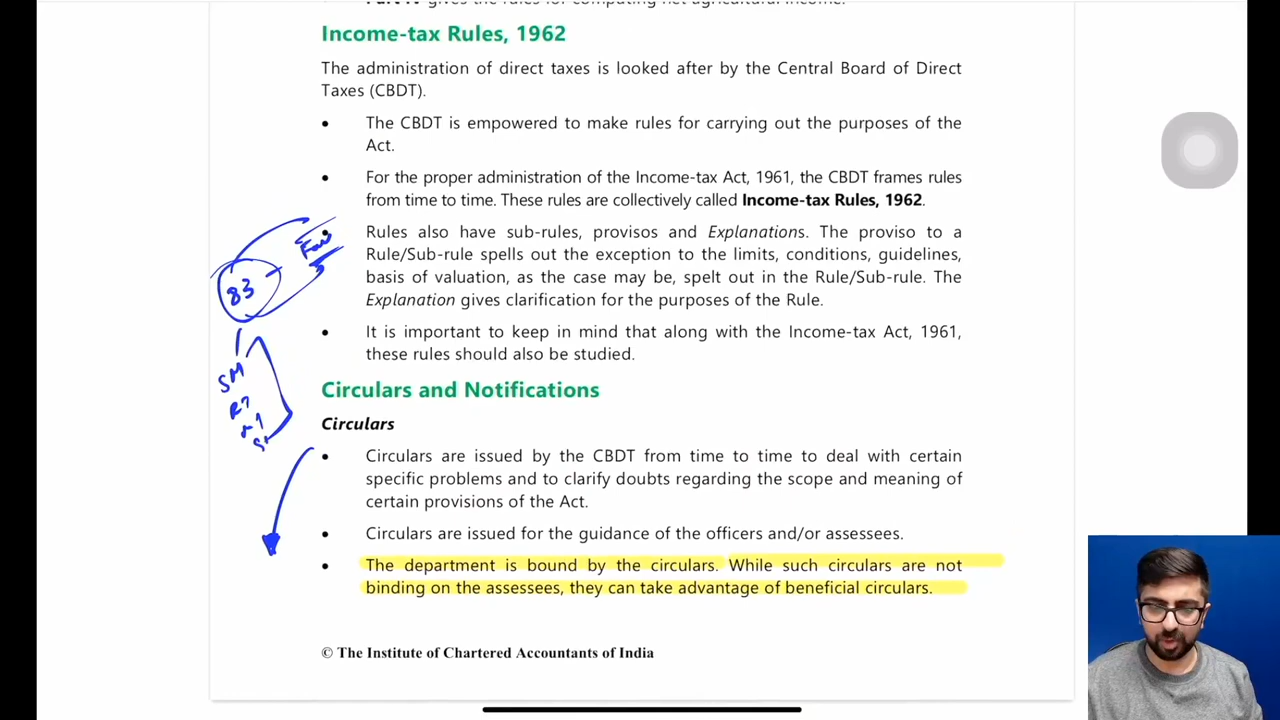 Income-tax Rules, 1962
The administration of direct taxes is looked after by the Central Board of Direct
Taxes (CBDT).
• The CBDT is empowered to make rules for carrying out the purposes of the
Act.
• For the proper administration of the Income-tax Act, 1961, the CBDT frames rules
from time to time. These rules are collectively called Income-tax Rules, 1962.
• Rules also have sub-rules, provisos and Explanations. The proviso to a
Rule/Sub-rule spells out the exception to the limits, conditions, guidelines,
basis of valuation, as the case may be, spelt out in the Rule/Sub-rule. The
Explanation gives clarification for the purposes of the Rule.
83
• It is important to keep in mind that along with the Income-tax Act, 1961,
these rules should also be studied.
SM
Circulars and Notifications
Circulars
• Circulars are issued by the CBDT from time to time to deal with certain
specific problems and to clarify doubts regarding the scope and meaning of
certain provisions of the Act.
• Circulars are issued for the guidance of the officers and/or assessees.
• The department is bound by the circulars. While such circulars are not
binding on the assessees, they can take advantage of beneficial circulars.
© The Institute of Chartered Accountants of India